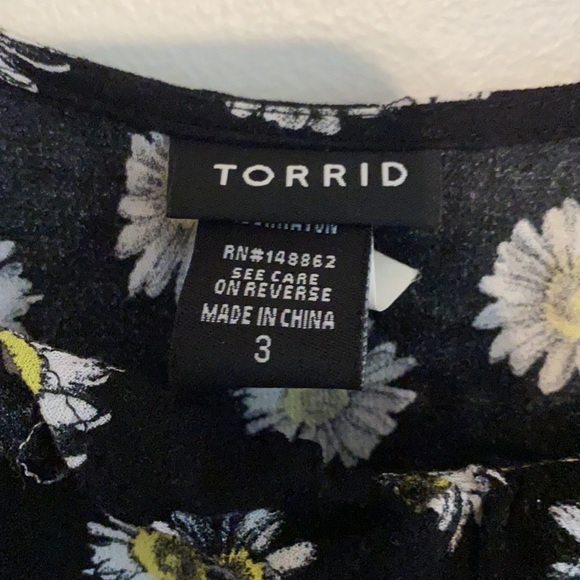 TORRID
RN#148862
SEE CARE
ON REVERSE
MADE IN CHINA
3